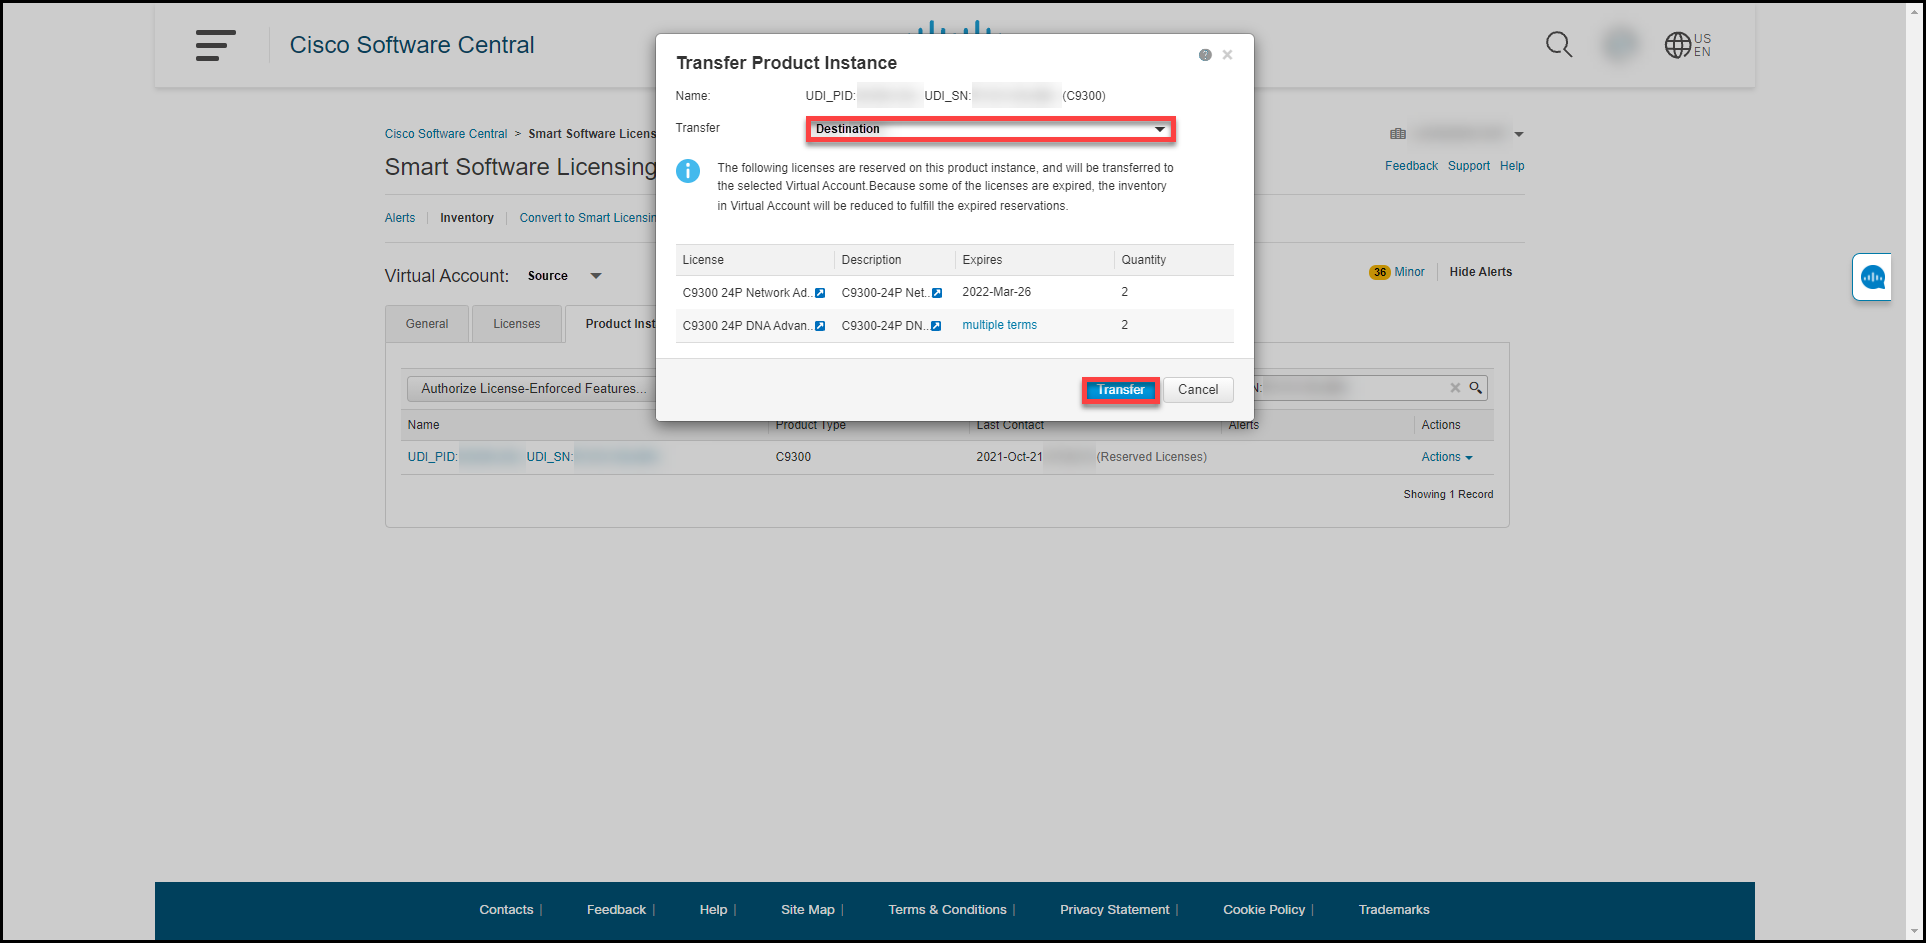 Cisco Software Central
US
EN
Transfer Product Instance
Name: UDI_PID: UDI_SN: (C9300)
Transfer Destination
The following licenses are reserved on this product instance, and will be transferred to
the selected Virtual Account.Because some of the licenses are expired, the inventory
in Virtual Account will be reduced to fulfill the expired reservations.
License Description Expires Quantity
C9300 24P Network Ad.. C9300-24P Net.. 2022-Mar-26 2
C9300 24P DNA Advan.. C9300-24P DN.. multiple terms 2
Transfer Cancel
Cisco Software Central > Smart Software Licens
Smart Software Licensing
Feedback Support Help
Alerts Inventory Convert to Smart Licensin
Virtual Account: Source
36 Minor Hide Alerts
General Licenses Product Inst
Authorize License-Enforced Features... N:
Name Product Type Last Contact Alerts Actions
UDI_PID: UDI_SN: C9300 2021-Oct-21 (Reserved Licenses) Actions
Showing 1 Record
Contacts | Feedback | Help | Site Map | Terms & Conditions | Privacy Statement | Cookie Policy | Trademarks